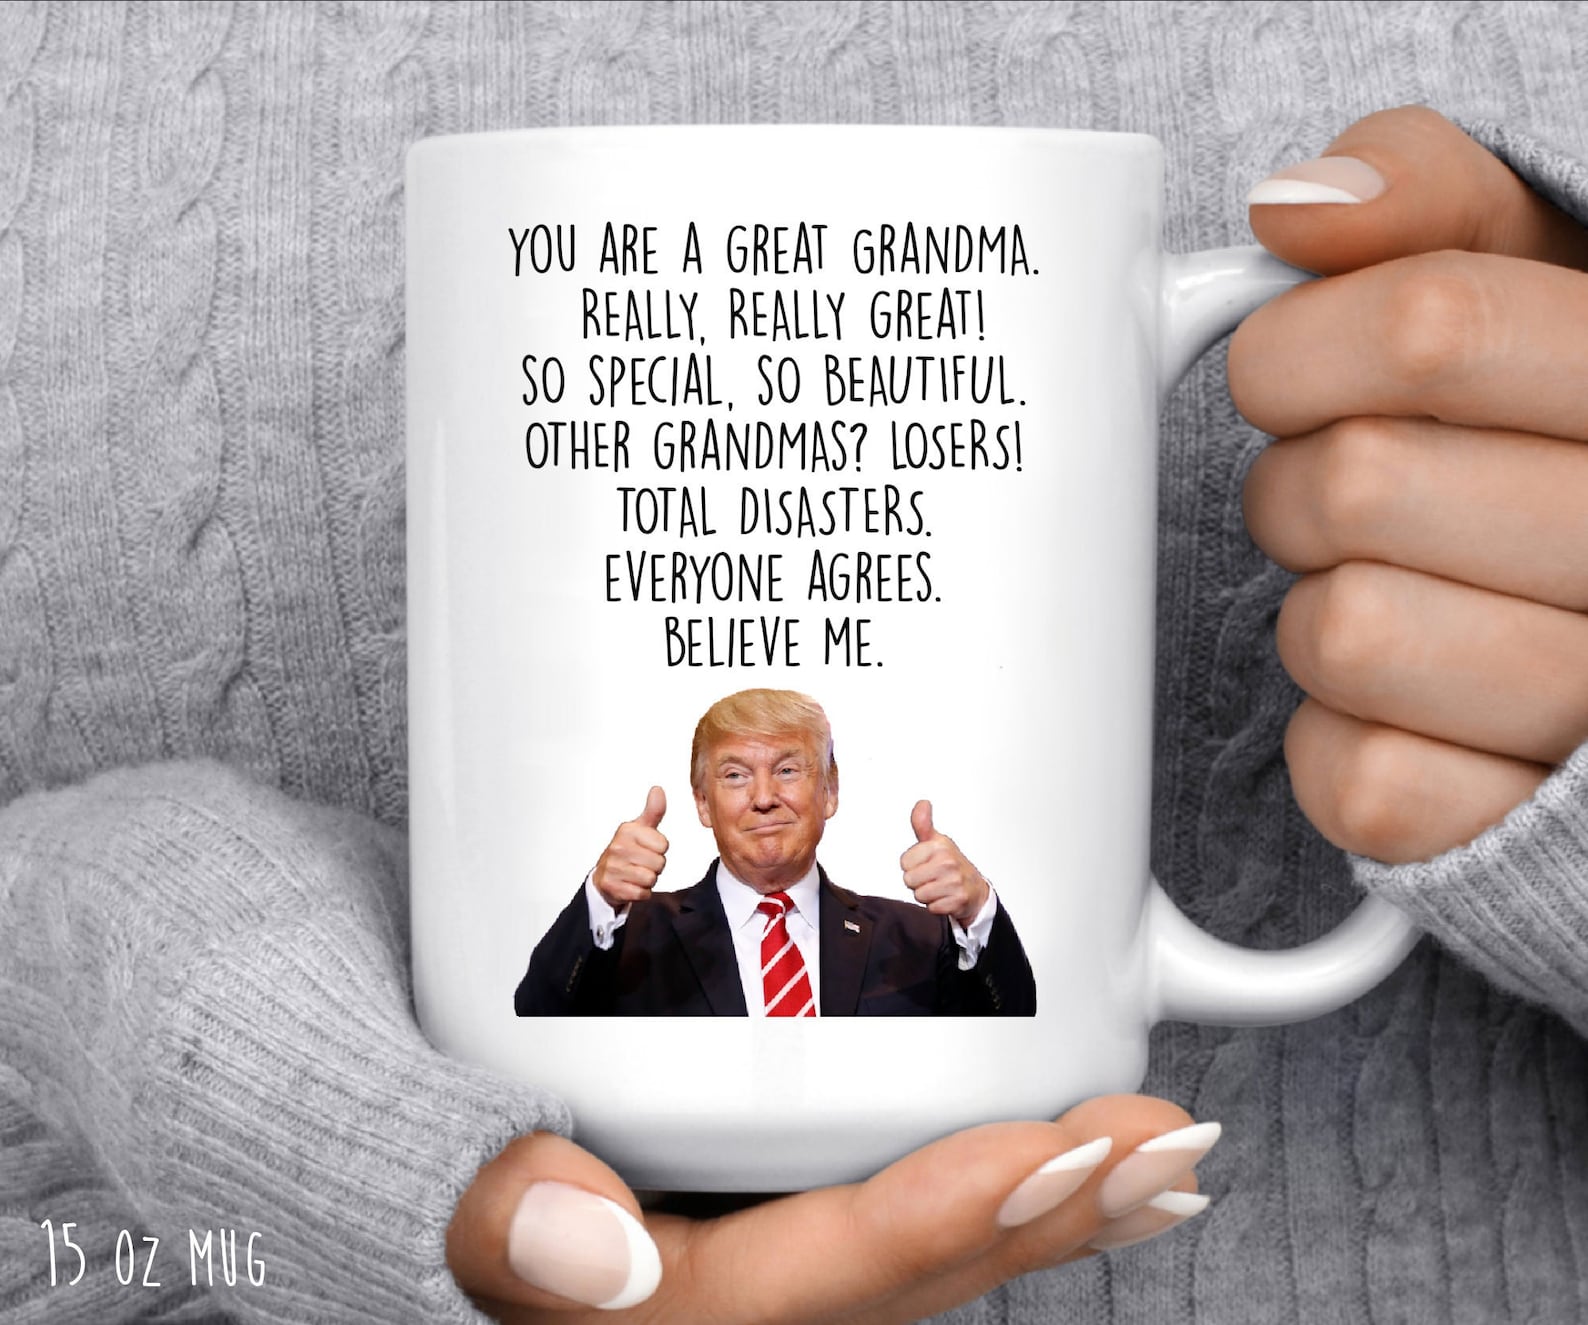 YOU ARE A GREAT GRANDMA.
REALLY, REALLY GREAT!
SO SPECIAL, SO BEAUTIFUL.
OTHER GRANDMAS? LOSERS!
TOTAL DISASTERS.
EVERYONE AGREES.
BELIEVE ME.
15 OZ MUG